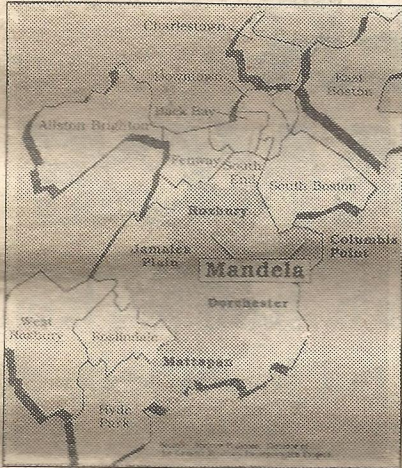 Charlestown
Downtown
East
Boston
Back Bay
Allston-Brighton
Fenway
South
End
South Boston
Roxbury
Jamaica
Plain
Columbia
Point
Mandela
Dorchester
West
Roxbury
Roslindale
Mattapan
Hyde
Park